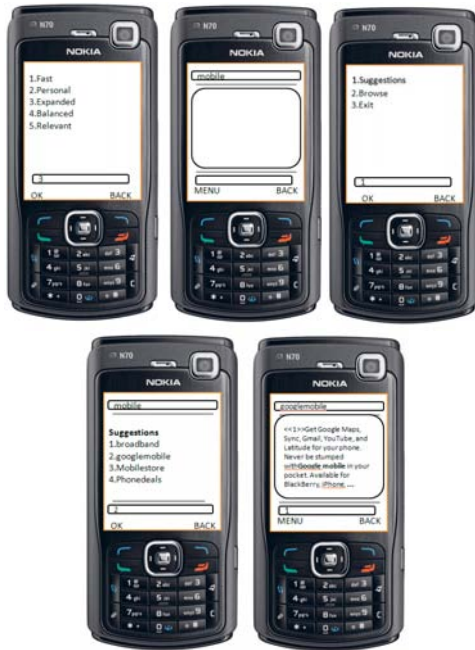 N70
NOKIA
1.Fast
2.Personal
3.Expanded
4.Balanced
5.Relevant
3
OK BACK
N70
NOKIA
mobile
MENU BACK
N70
NOKIA
1.Suggestions
2.Browse
3.Exit
1
OK BACK
N70
NOKIA
mobile
Suggestions
1.broadband
2.googlemobile
3.Mobilestore
4.Phonedeals
2
OK BACK
N70
NOKIA
googlemobile
<<1>>Get Google Maps,
Sync, Gmail, YouTube, and
Latitude for your phone.
Never be stumped
withGoogle mobile in your
pocket. Available for
BlackBerry, iPhone, ...
1
MENU BACK